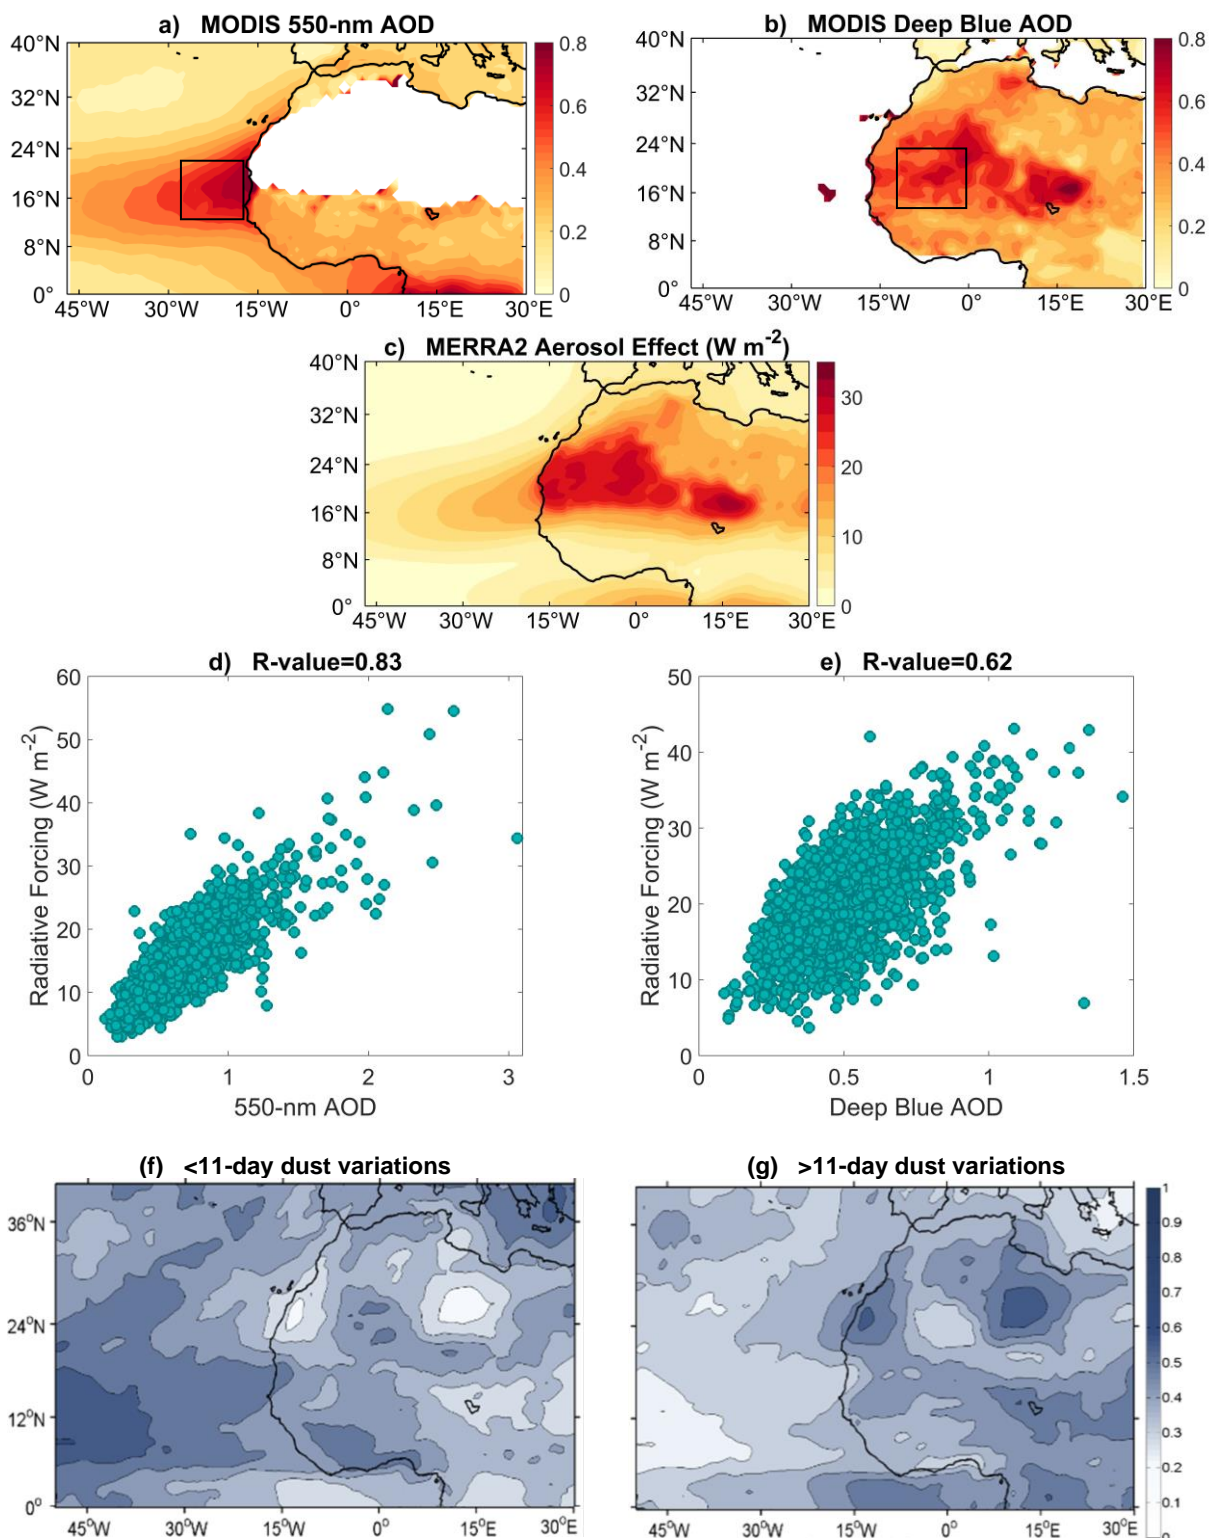 a) MODIS 550-nm AOD
b) MODIS Deep Blue AOD
40°N
32°N
24°N
16°N
8°N
0°
45°W 30°W 15°W 0° 15°E 30°E
0.8
0.6
0.4
0.2
0
40°N
32°N
24°N
16°N
8°N
0°
45°W 30°W 15°W 0° 15°E 30°E
0.8
0.6
0.4
0.2
0
c) MERRA2 Aerosol Effect (W m-2)
40°N
32°N
24°N
16°N
8°N
0°
45°W 30°W 15°W 0° 15°E 30°E
30
20
10
0
d) R-value=0.83
60
50
40
30
20
10
0
Radiative Forcing (W m-2)
0 1 2 3
550-nm AOD
e) R-value=0.62
50
40
30
20
10
0
Radiative Forcing (W m-2)
0 0.5 1 1.5
Deep Blue AOD
(f) <11-day dust variations
36°N
24°N
12°N
0°
45°W 30°W 15°W 0° 15°E 30°E
(g) >11-day dust variations
45°W 30°W 15°W 0° 15°E 30°E
1
0.9
0.8
0.7
0.6
0.5
0.4
0.3
0.2
0.1
0